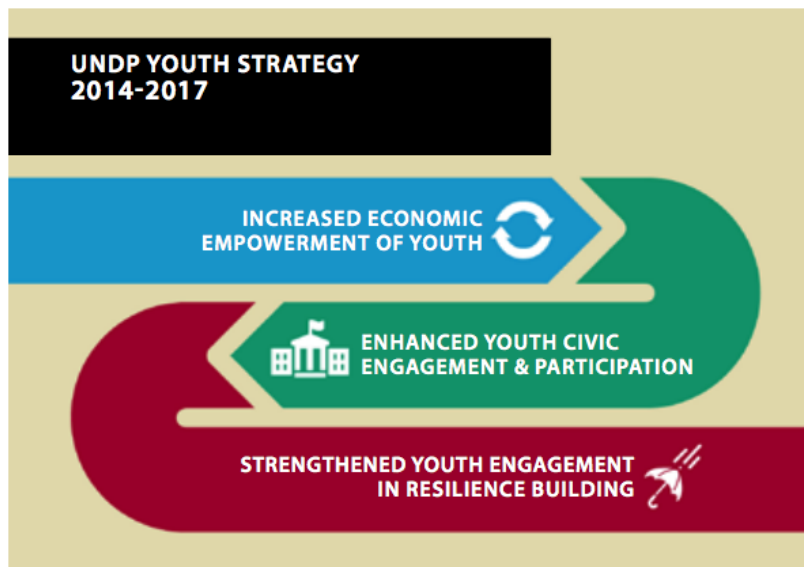 UNDP YOUTH STRATEGY
2014-2017
INCREASED ECONOMIC
EMPOWERMENT OF YOUTH
ENHANCED YOUTH CIVIC
ENGAGEMENT & PARTICIPATION
STRENGTHENED YOUTH ENGAGEMENT
IN RESILIENCE BUILDING